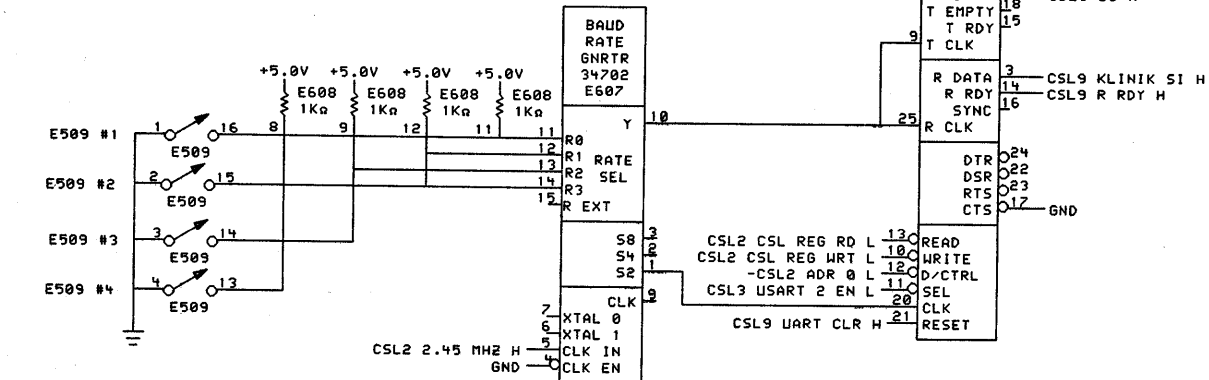 T EMPTY 18
T RDY 15
9 T CLK
BAUD
RATE
GNRTR
34702
E607
+5.0V +5.0V +5.0V +5.0V
E608 E608 E608 E608
1KΩ 1KΩ 1KΩ 1KΩ
R DATA 3 CSL9 KLINIK SI H
R RDY 14 CSL9 R RDY H
SYNC 16
Y 10
25 R CLK
E509 #1 1 16 8 9 12 11 11 R0
E509
12 R1
13 R2
RATE
SEL
E509 #2 2 15 14 R3
E509
15 R EXT
DTR 24
DSR 22
RTS 23
CTS 17 GND
E509 #3 3 14
E509
S8 3
S4 2
S2 1
CSL2 CSL REG RD L 13 READ
CSL2 CSL REG WRT L 10 WRITE
-CSL2 ADR 0 L 12 D/CTRL
CSL3 USART 2 EN L 11 SEL
20 CLK
CSL9 UART CLR H 21 RESET
E509 #4 4 13
E509
CLK 9
7 XTAL 0
6 XTAL 1
CSL2 2.45 MHZ H 5 CLK IN
GND 4 CLK EN